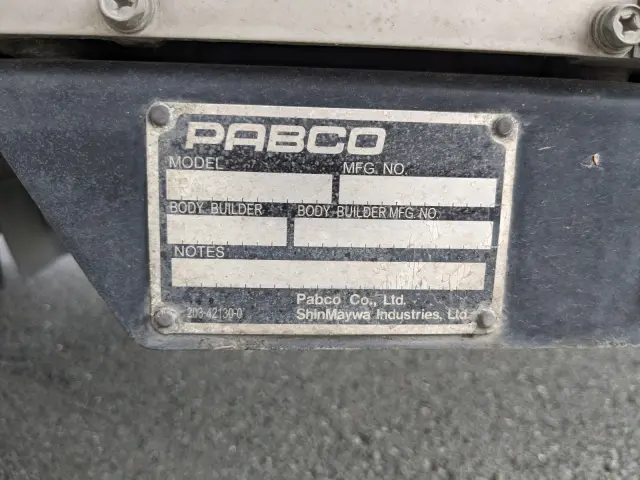 PABCO
MODEL MFG. NO.
BODY BUILDER BODY BUILDER MFG. NO.
NOTES
Pabco Co., Ltd.
203-42130-0 ShinMaywa Industries, Ltd.